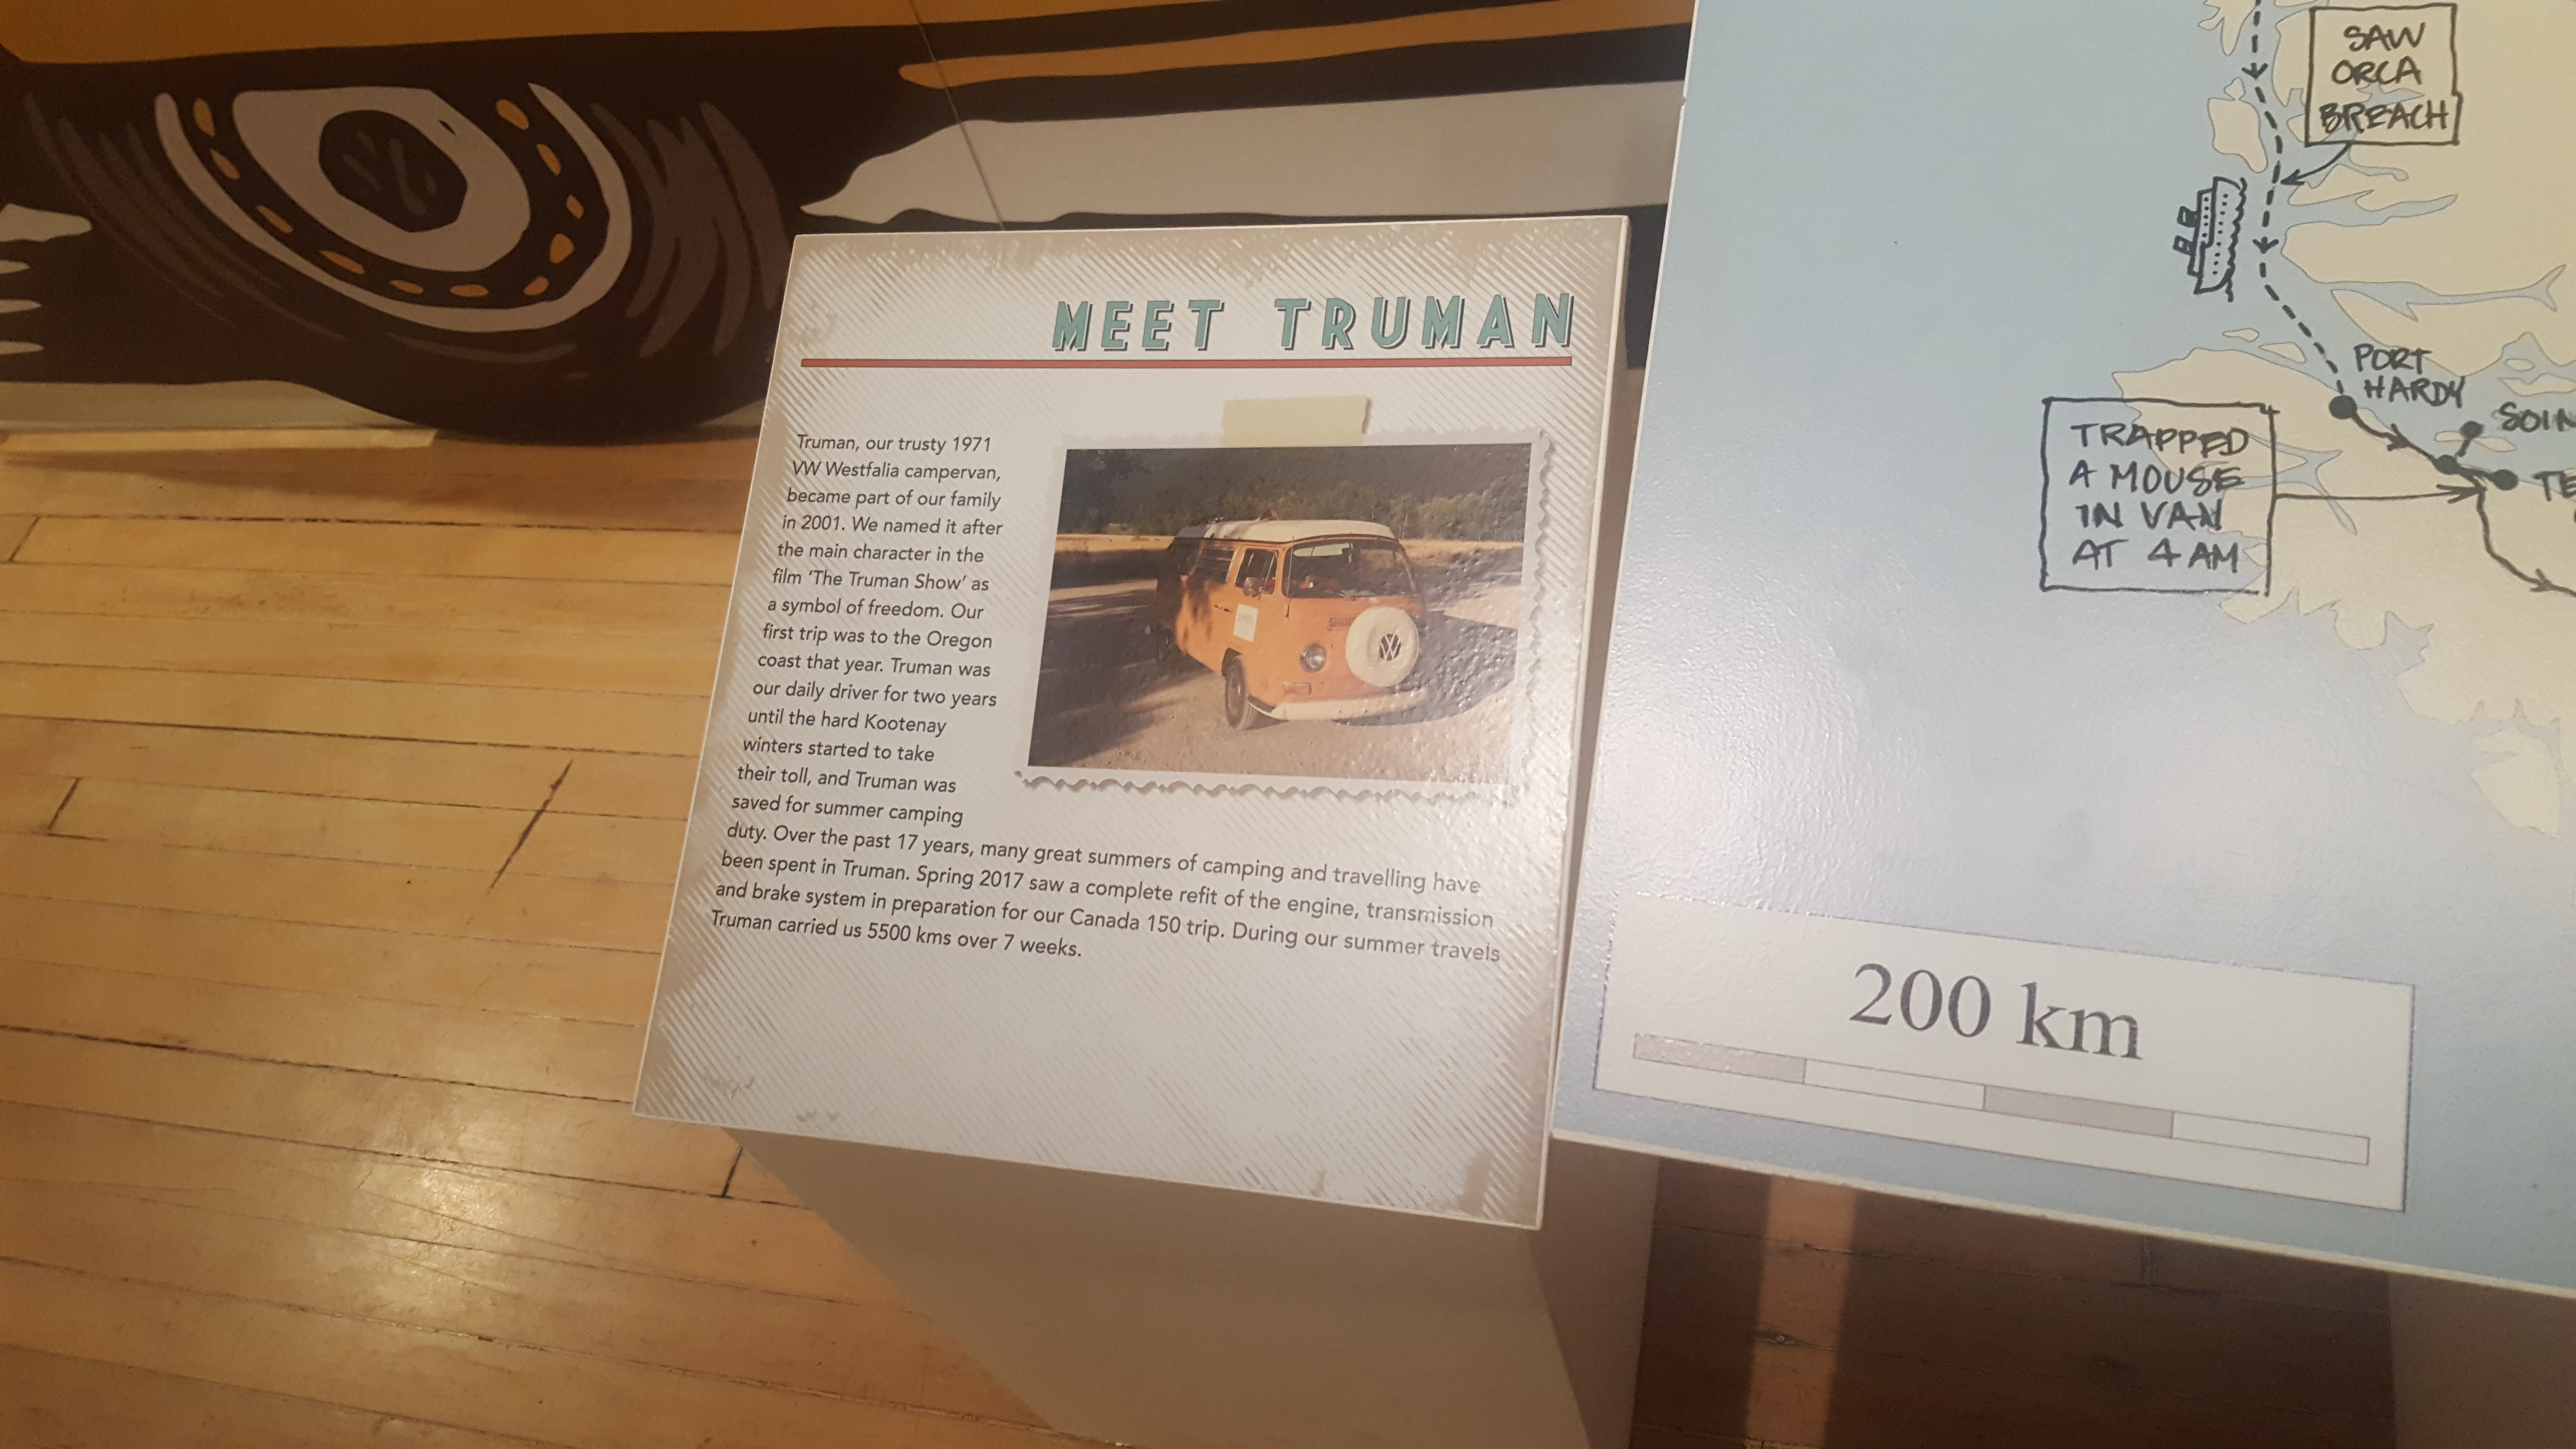 MEET TRUMAN
Truman, our trusty 1971
VW Westfalia campervan,
became part of our family
in 2001. We named it after
the main character in the
film ‘The Truman Show’ as
a symbol of freedom. Our
first trip was to the Oregon
coast that year. Truman was
our daily driver for two years
until the hard Kootenay
winters started to take
their toll, and Truman was
saved for summer camping
duty. Over the past 17 years, many great summers of camping and travelling have
been spent in Truman. Spring 2017 saw a complete refit of the engine, transmission
and brake system in preparation for our Canada 150 trip. During our summer travels
Truman carried us 5500 kms over 7 weeks.
SAW
ORCA
BREACH
PORT
HARDY
SOIN
TE
TRAPPED
A MOUSE
IN VAN
AT 4 AM
200 km